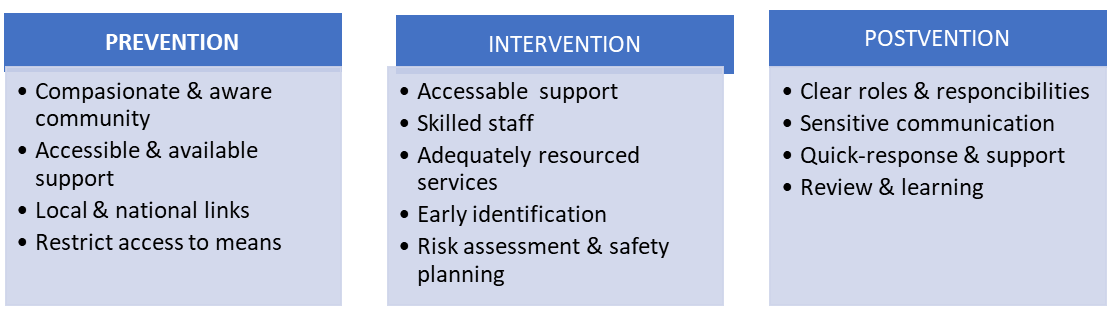 PREVENTION
• Compasionate & aware
community
• Accessible & available
support
• Local & national links
• Restrict access to means
INTERVENTION
• Accessable  support
• Skilled staff
• Adequately resourced
services
• Early identification
• Risk assessment & safety
planning
POSTVENTION
• Clear roles & responcibilities
• Sensitive communication
• Quick-response & support
• Review & learning